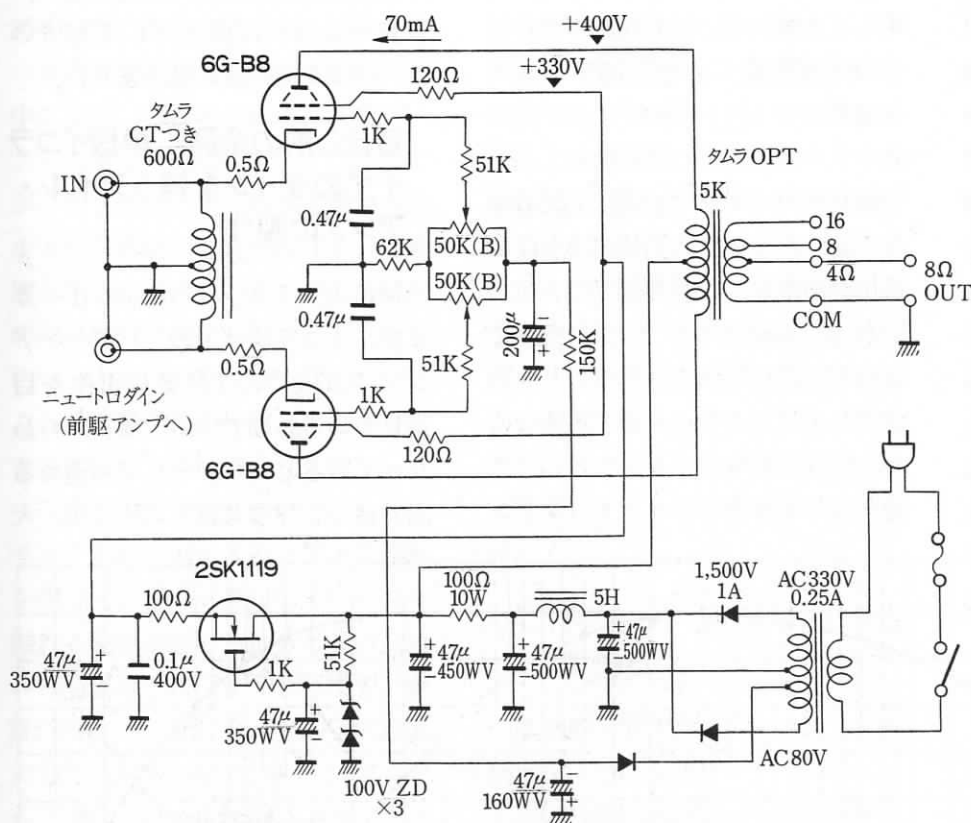 70mA
+400V
6G-B8
120Ω
+330V
タムラ
CTつき
600Ω
1K
0.5Ω
51K
タムラOPT
5K
IN
0.47μ
62K
50K(B)
50K(B)
16
8
4Ω
8Ω
OUT
COM
0.47μ
200μ
－
+
150K
51K
0.5Ω
1K
ニュートロダイン
(前駆アンプへ)
120Ω
6G-B8
2SK1119
100Ω
100Ω
10W
5H
1,500V
1A
AC330V
0.25A
47μ
350WV
0.1μ
400V
1K
51K
47μ
450WV
47μ
500WV
47μ
500WV
47μ
350WV
AC80V
100V ZD
×3
47μ
160WV